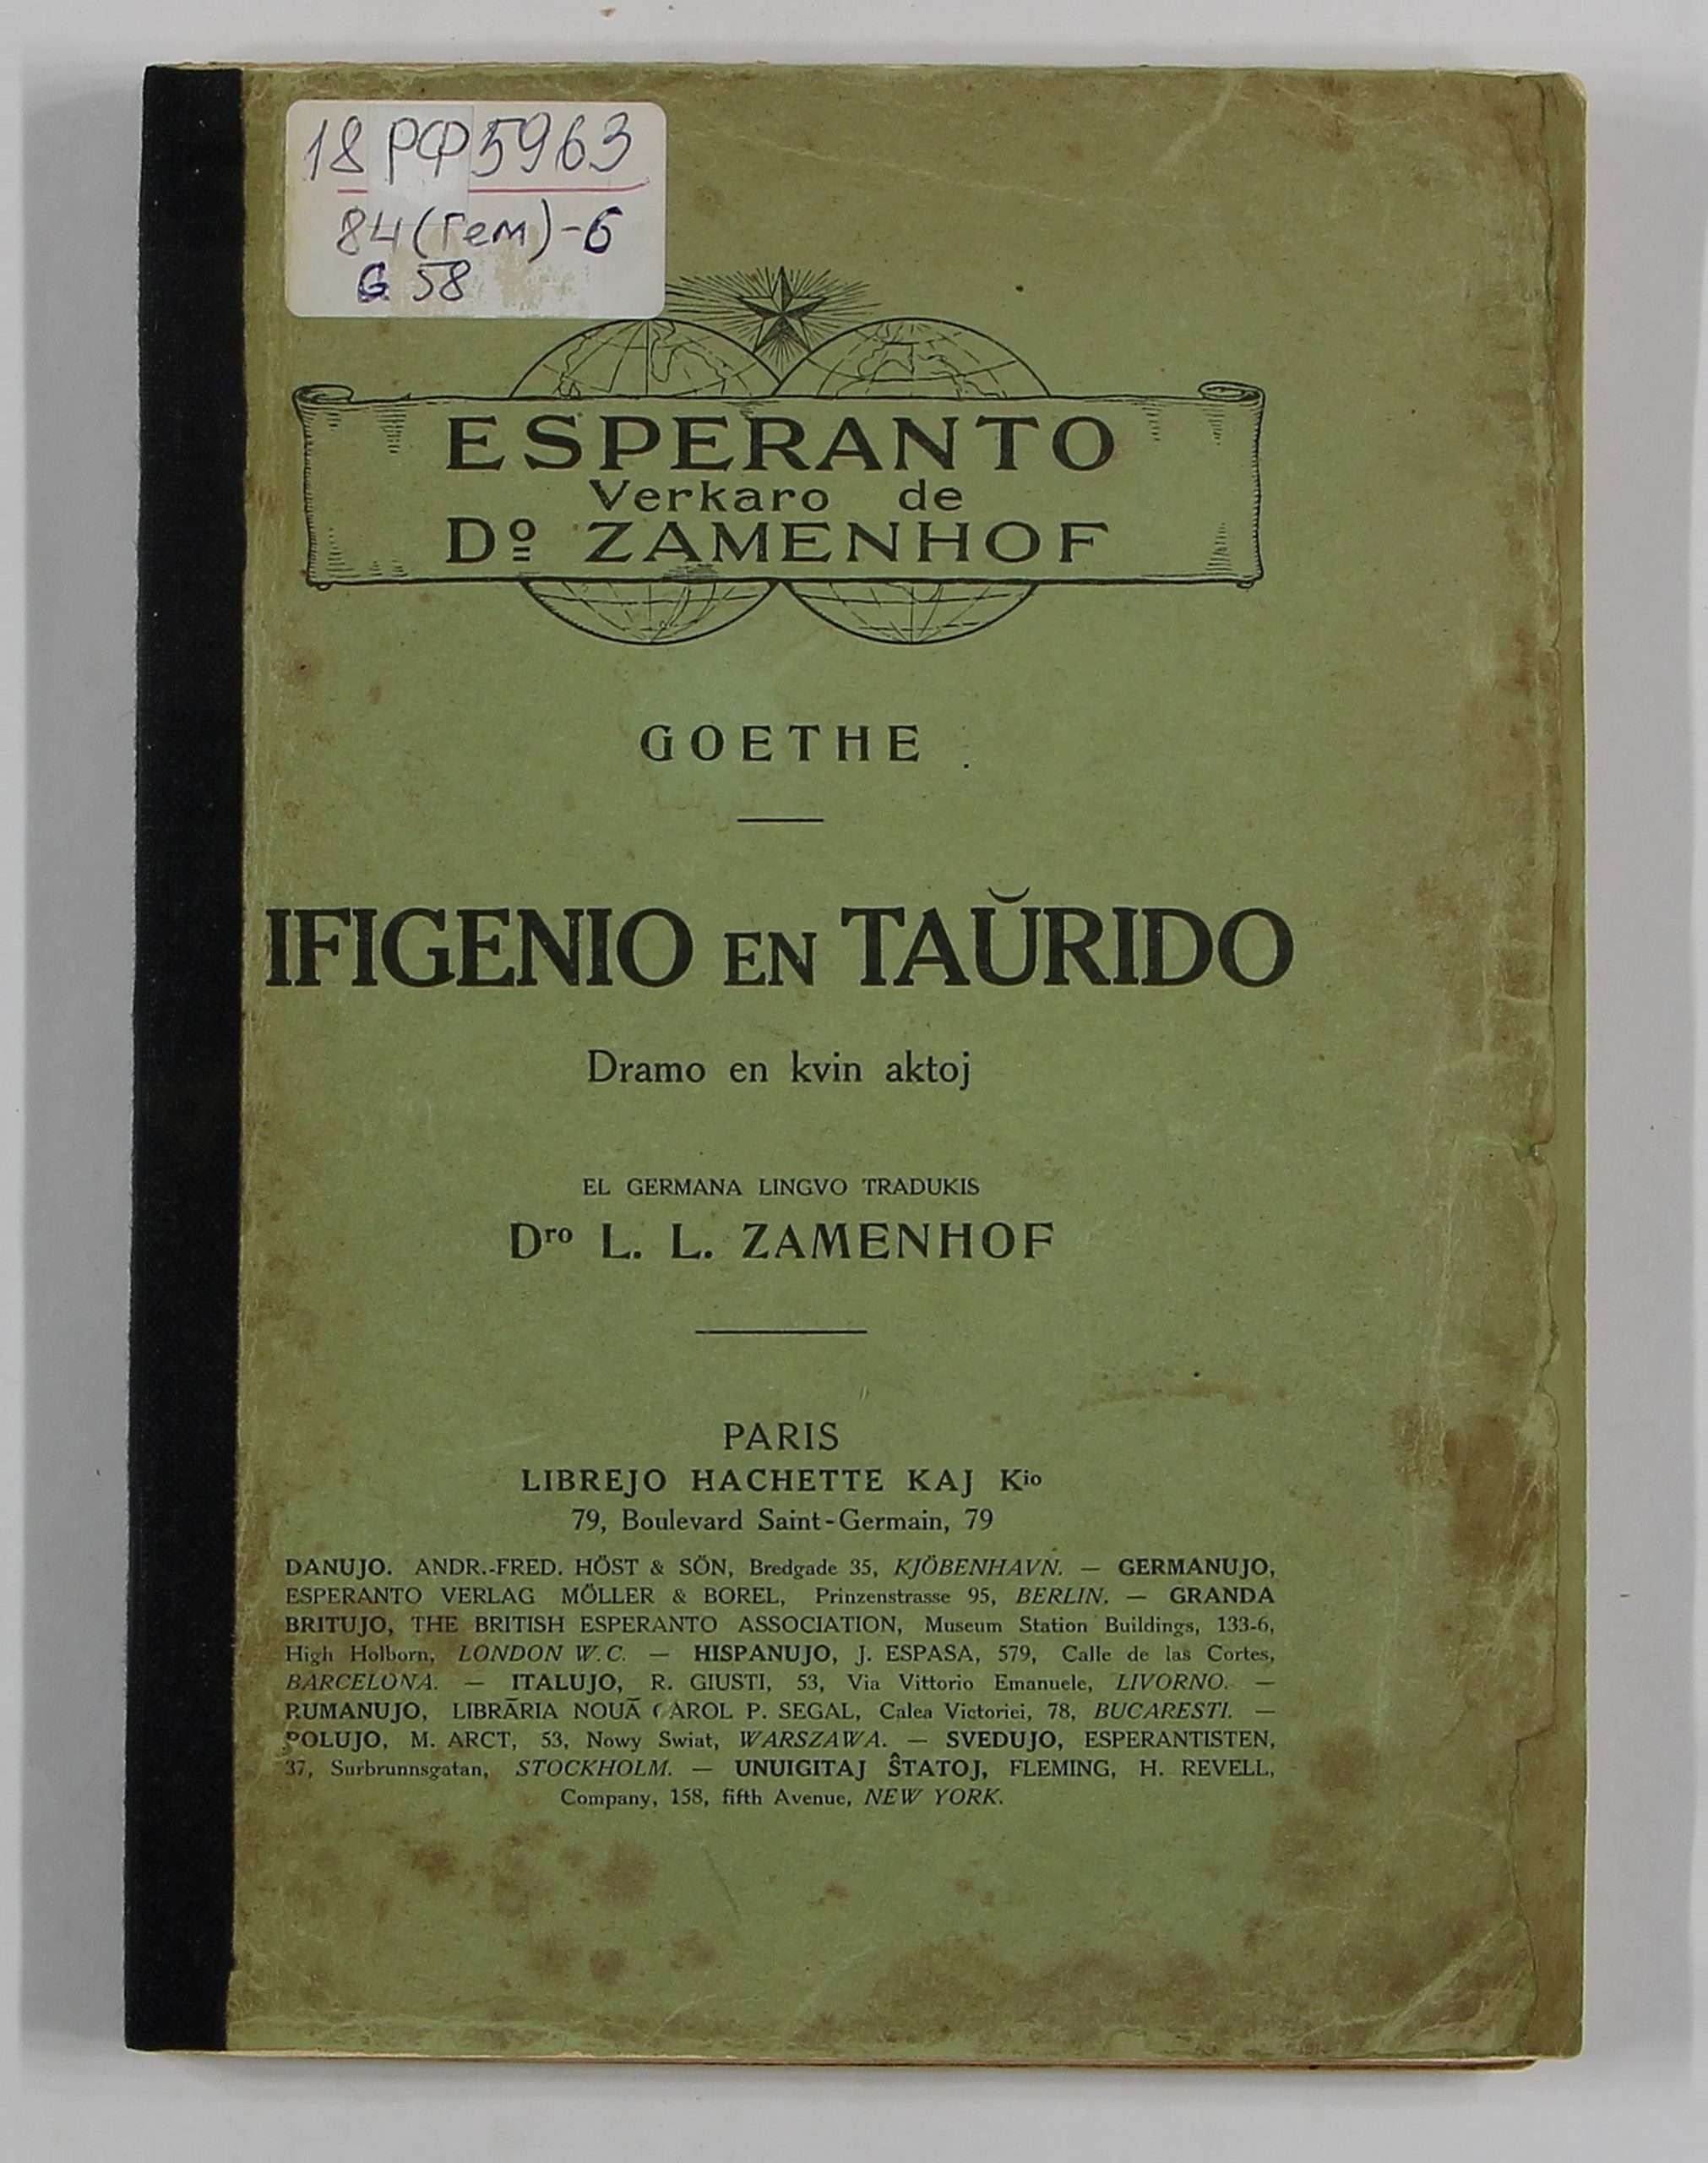 18 РФ5963
84(Гем)-6
G 58
ESPERANTO
Verkaro de
Dº ZAMENHOF
GOETHE
IFIGENIO EN TAŬRIDO
Dramo en kvin aktoj
EL GERMANA LINGVO TRADUKIS
Dro L. L. ZAMENHOF
PARIS
LIBREJO HACHETTE KAJ Kio
79, Boulevard Saint-Germain, 79
DANUJO. ANDR.-FRED. HÖST & SÖN, Bredgade 35, KJÖBENHAVN. — GERMANUJO,
ESPERANTO VERLAG MÖLLER & BOREL, Prinzenstrasse 95, BERLIN. — GRANDA
BRITUJO, THE BRITISH ESPERANTO ASSOCIATION, Museum Station Buildings, 133-6,
High Holborn, LONDON W.C. — HISPANUJO, J. ESPASA, 579, Calle de las Cortes,
BARCELONA. — ITALUJO, R. GIUSTI, 53, Via Vittorio Emanuele, LIVORNO. —
RUMANUJO, LIBRĀRIA NOUĀ CAROL P. SEGAL, Calea Victoriei, 78, BUCARESTI. —
POLUJO, M. ARCT, 53, Nowy Swiat, WARSZAWA. — SVEDUJO, ESPERANTISTEN,
37, Surbrunnsgatan, STOCKHOLM. — UNUIGITAJ ŜTATOJ, FLEMING, H. REVELL,
Company, 158, fifth Avenue, NEW YORK.